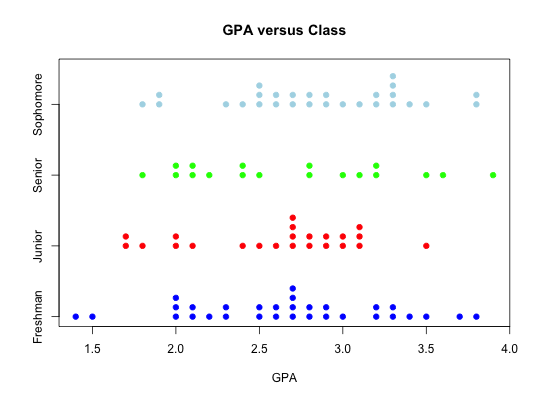 GPA versus Class
Sophomore
Senior
Junior
Freshman
1.5 2.0 2.5 3.0 3.5 4.0
GPA